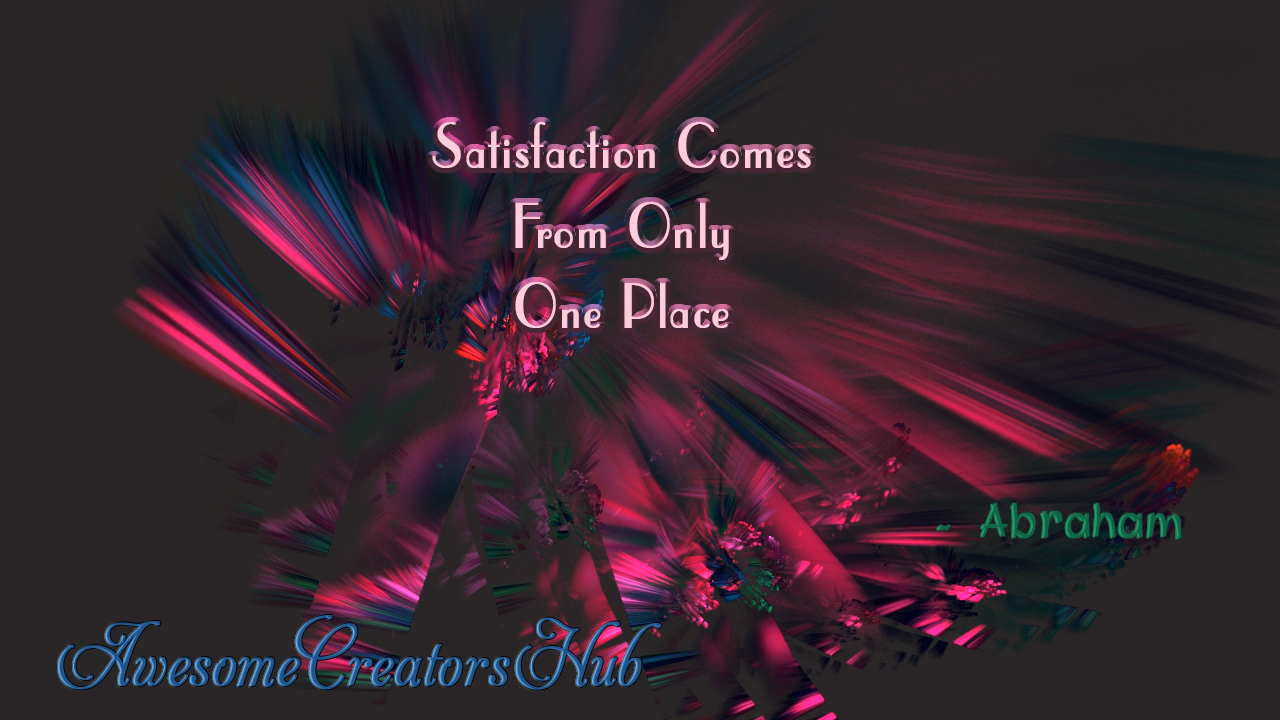 Satisfaction Comes
From Only
One Place
- Abraham
AwesomeCreatorsHub